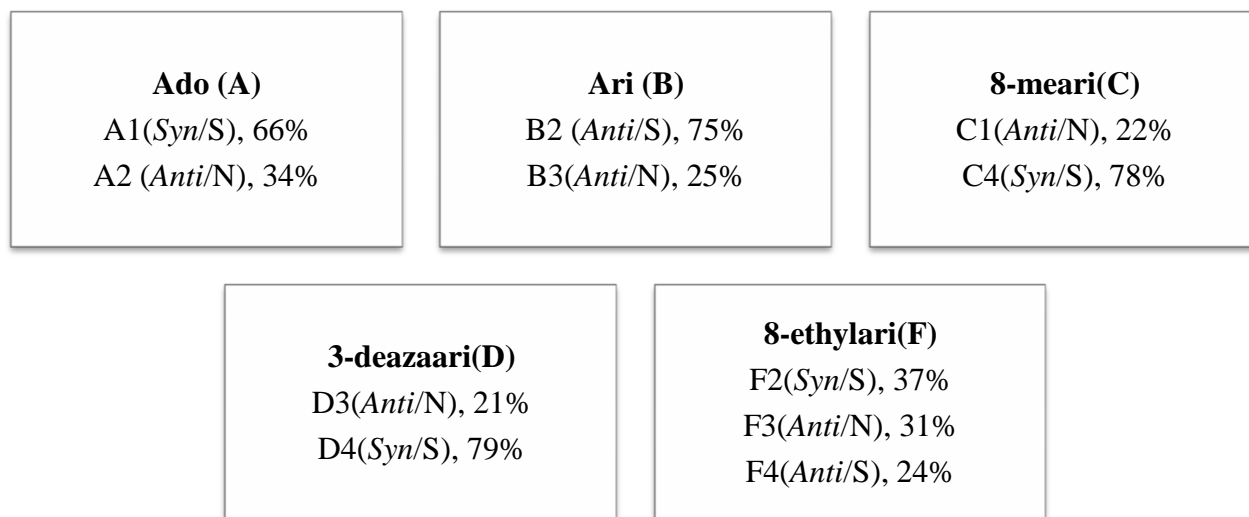 Ado (A)
A1(Syn/S), 66%
A2 (Anti/N), 34%
Ari (B)
B2 (Anti/S), 75%
B3(Anti/N), 25%
8-meari(C)
C1(Anti/N), 22%
C4(Syn/S), 78%
3-deazaari(D)
D3(Anti/N), 21%
D4(Syn/S), 79%
8-ethylari(F)
F2(Syn/S), 37%
F3(Anti/N), 31%
F4(Anti/S), 24%